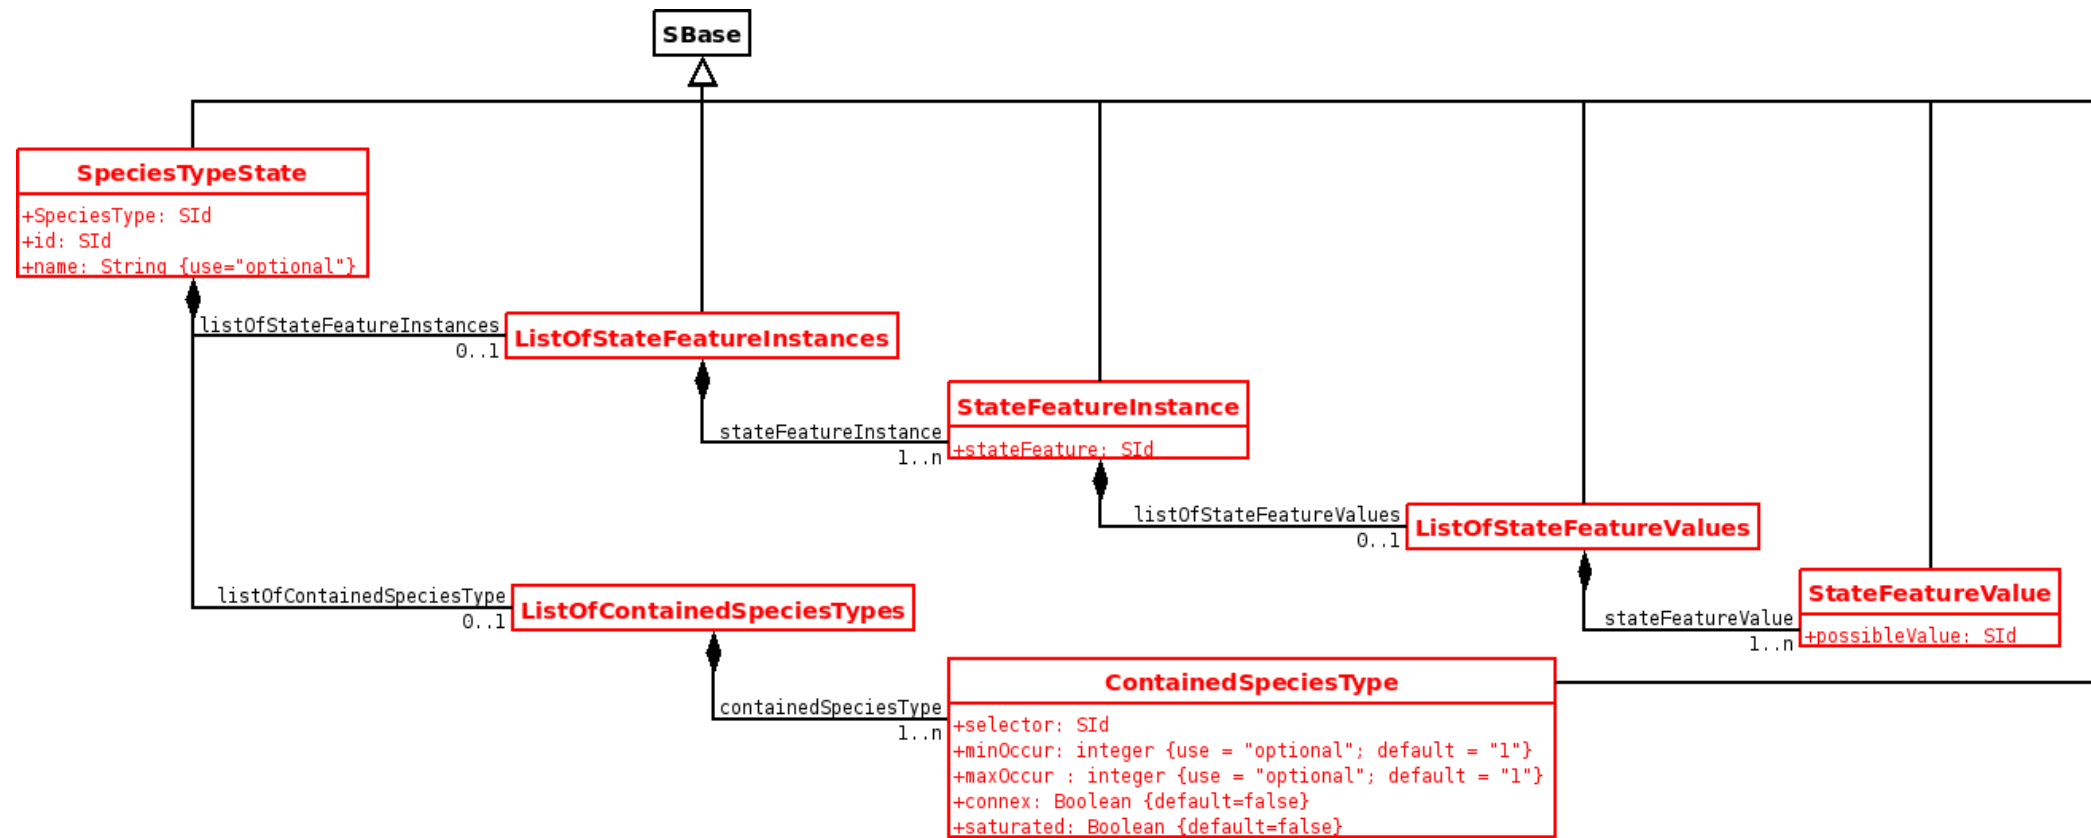 SBase
SpeciesTypeState
+SpeciesType: SId
+id: SId
+name: String {use="optional"}
listOfStateFeatureInstances
0..1
ListOfStateFeatureInstances
stateFeatureInstance
1..n
StateFeatureInstance
+stateFeature: SId
listOfStateFeatureValues
0..1
ListOfStateFeatureValues
stateFeatureValue
1..n
StateFeatureValue
+possibleValue: SId
listOfContainedSpeciesType
0..1
ListOfContainedSpeciesTypes
containedSpeciesType
1..n
ContainedSpeciesType
+selector: SId
+minOccur: integer {use = "optional"; default = "1"}
+maxOccur : integer {use = "optional"; default = "1"}
+connex: Boolean {default=false}
+saturated: Boolean {default=false}